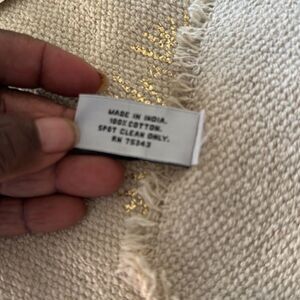 MADE IN INDIA.
100% COTTON.
SPOT CLEAN ONLY.
RN 75343